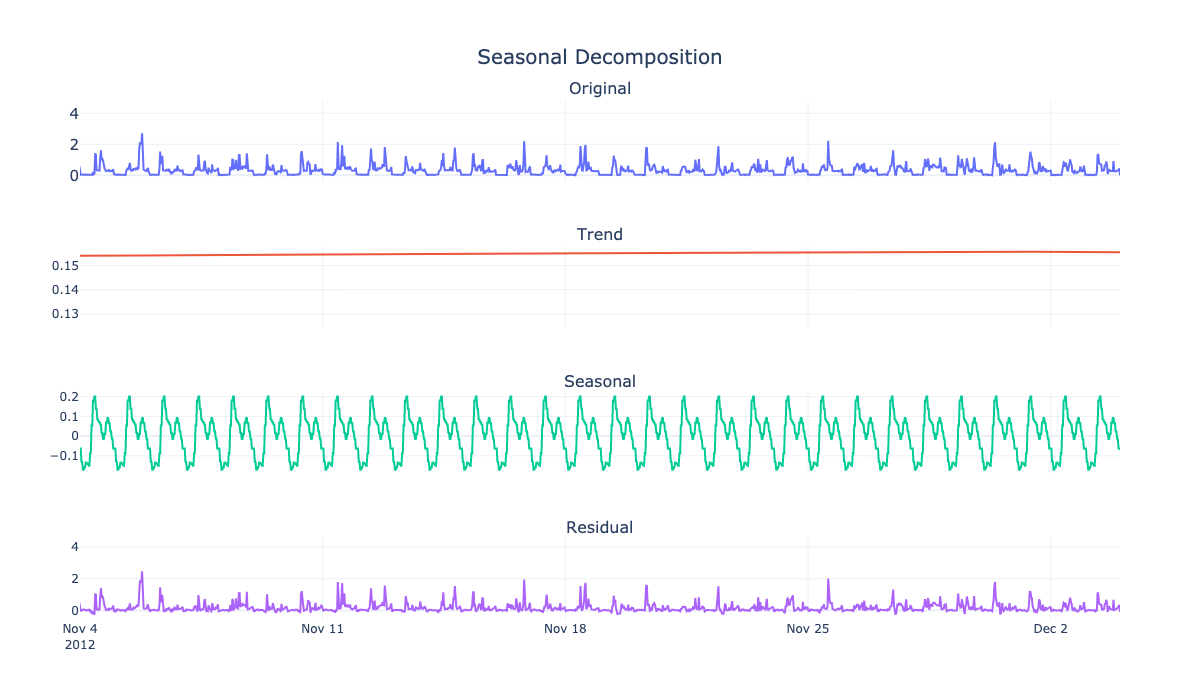 Seasonal Decomposition
Original
4
2
0
Trend
0.15
0.14
0.13
Seasonal
0.2
0.1
0
−0.1
Residual
4
2
0
Nov 4 Nov 11 Nov 18 Nov 25 Dec 2
2012